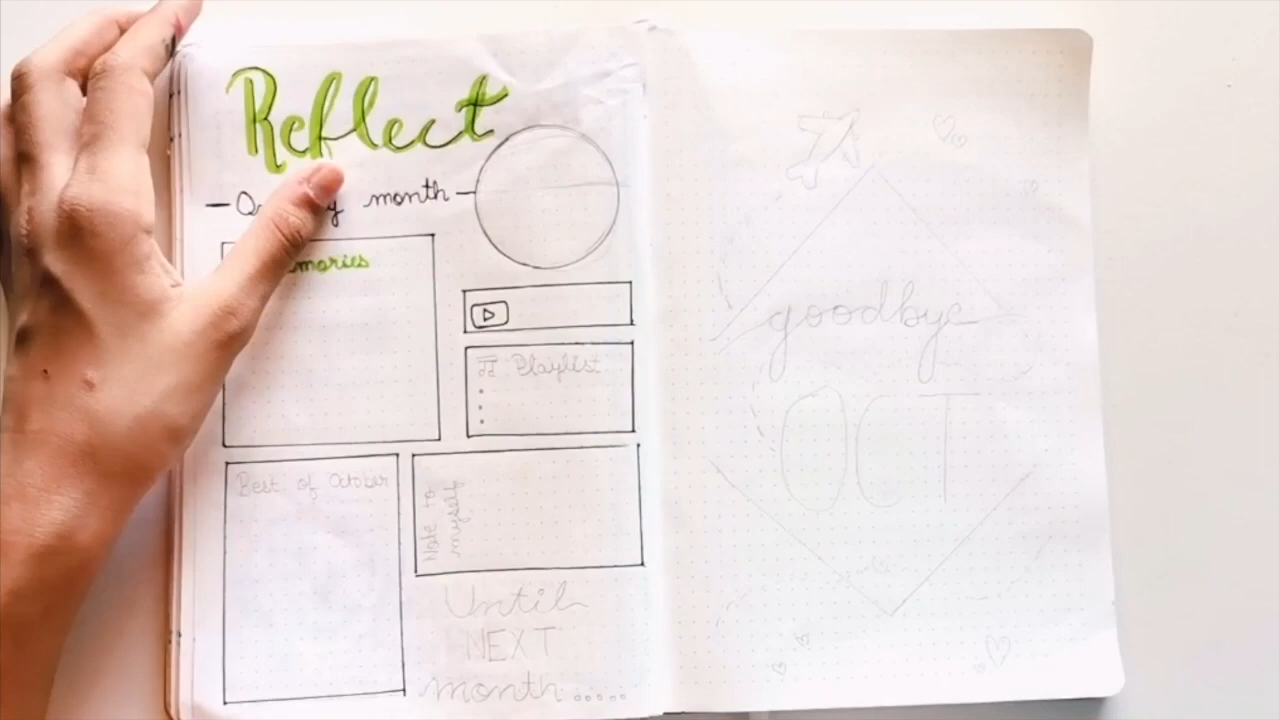 Reflect
month
Playlist
Best of October
Note to
myself
Until
NEXT
month.....
goodbye
OCT